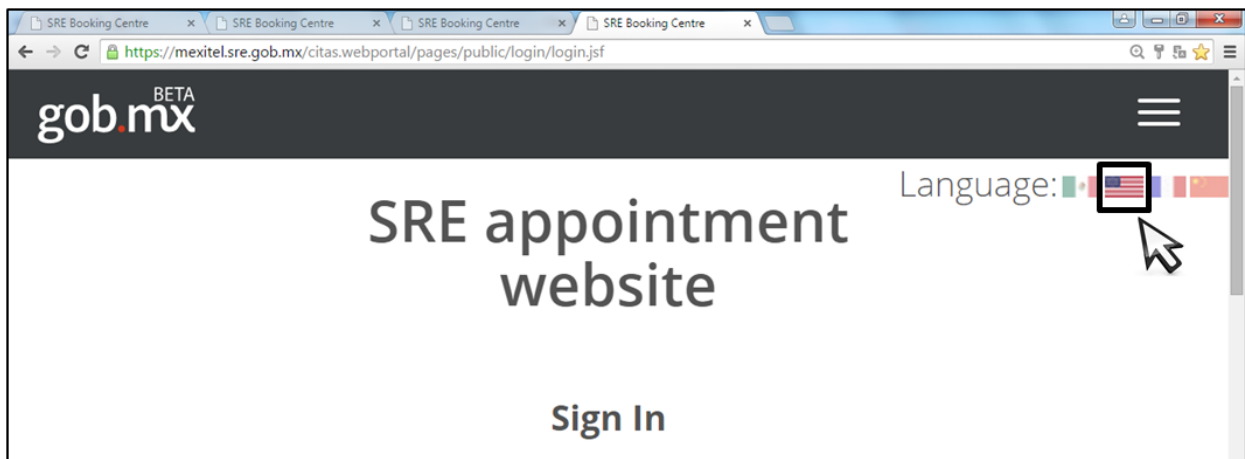 SRE Booking Centre
SRE Booking Centre
SRE Booking Centre
SRE Booking Centre
https://mexitel.sre.gob.mx/citas.webportal/pages/public/login/login.jsf
gob.mx BETA
Language:
SRE appointment
website
Sign In